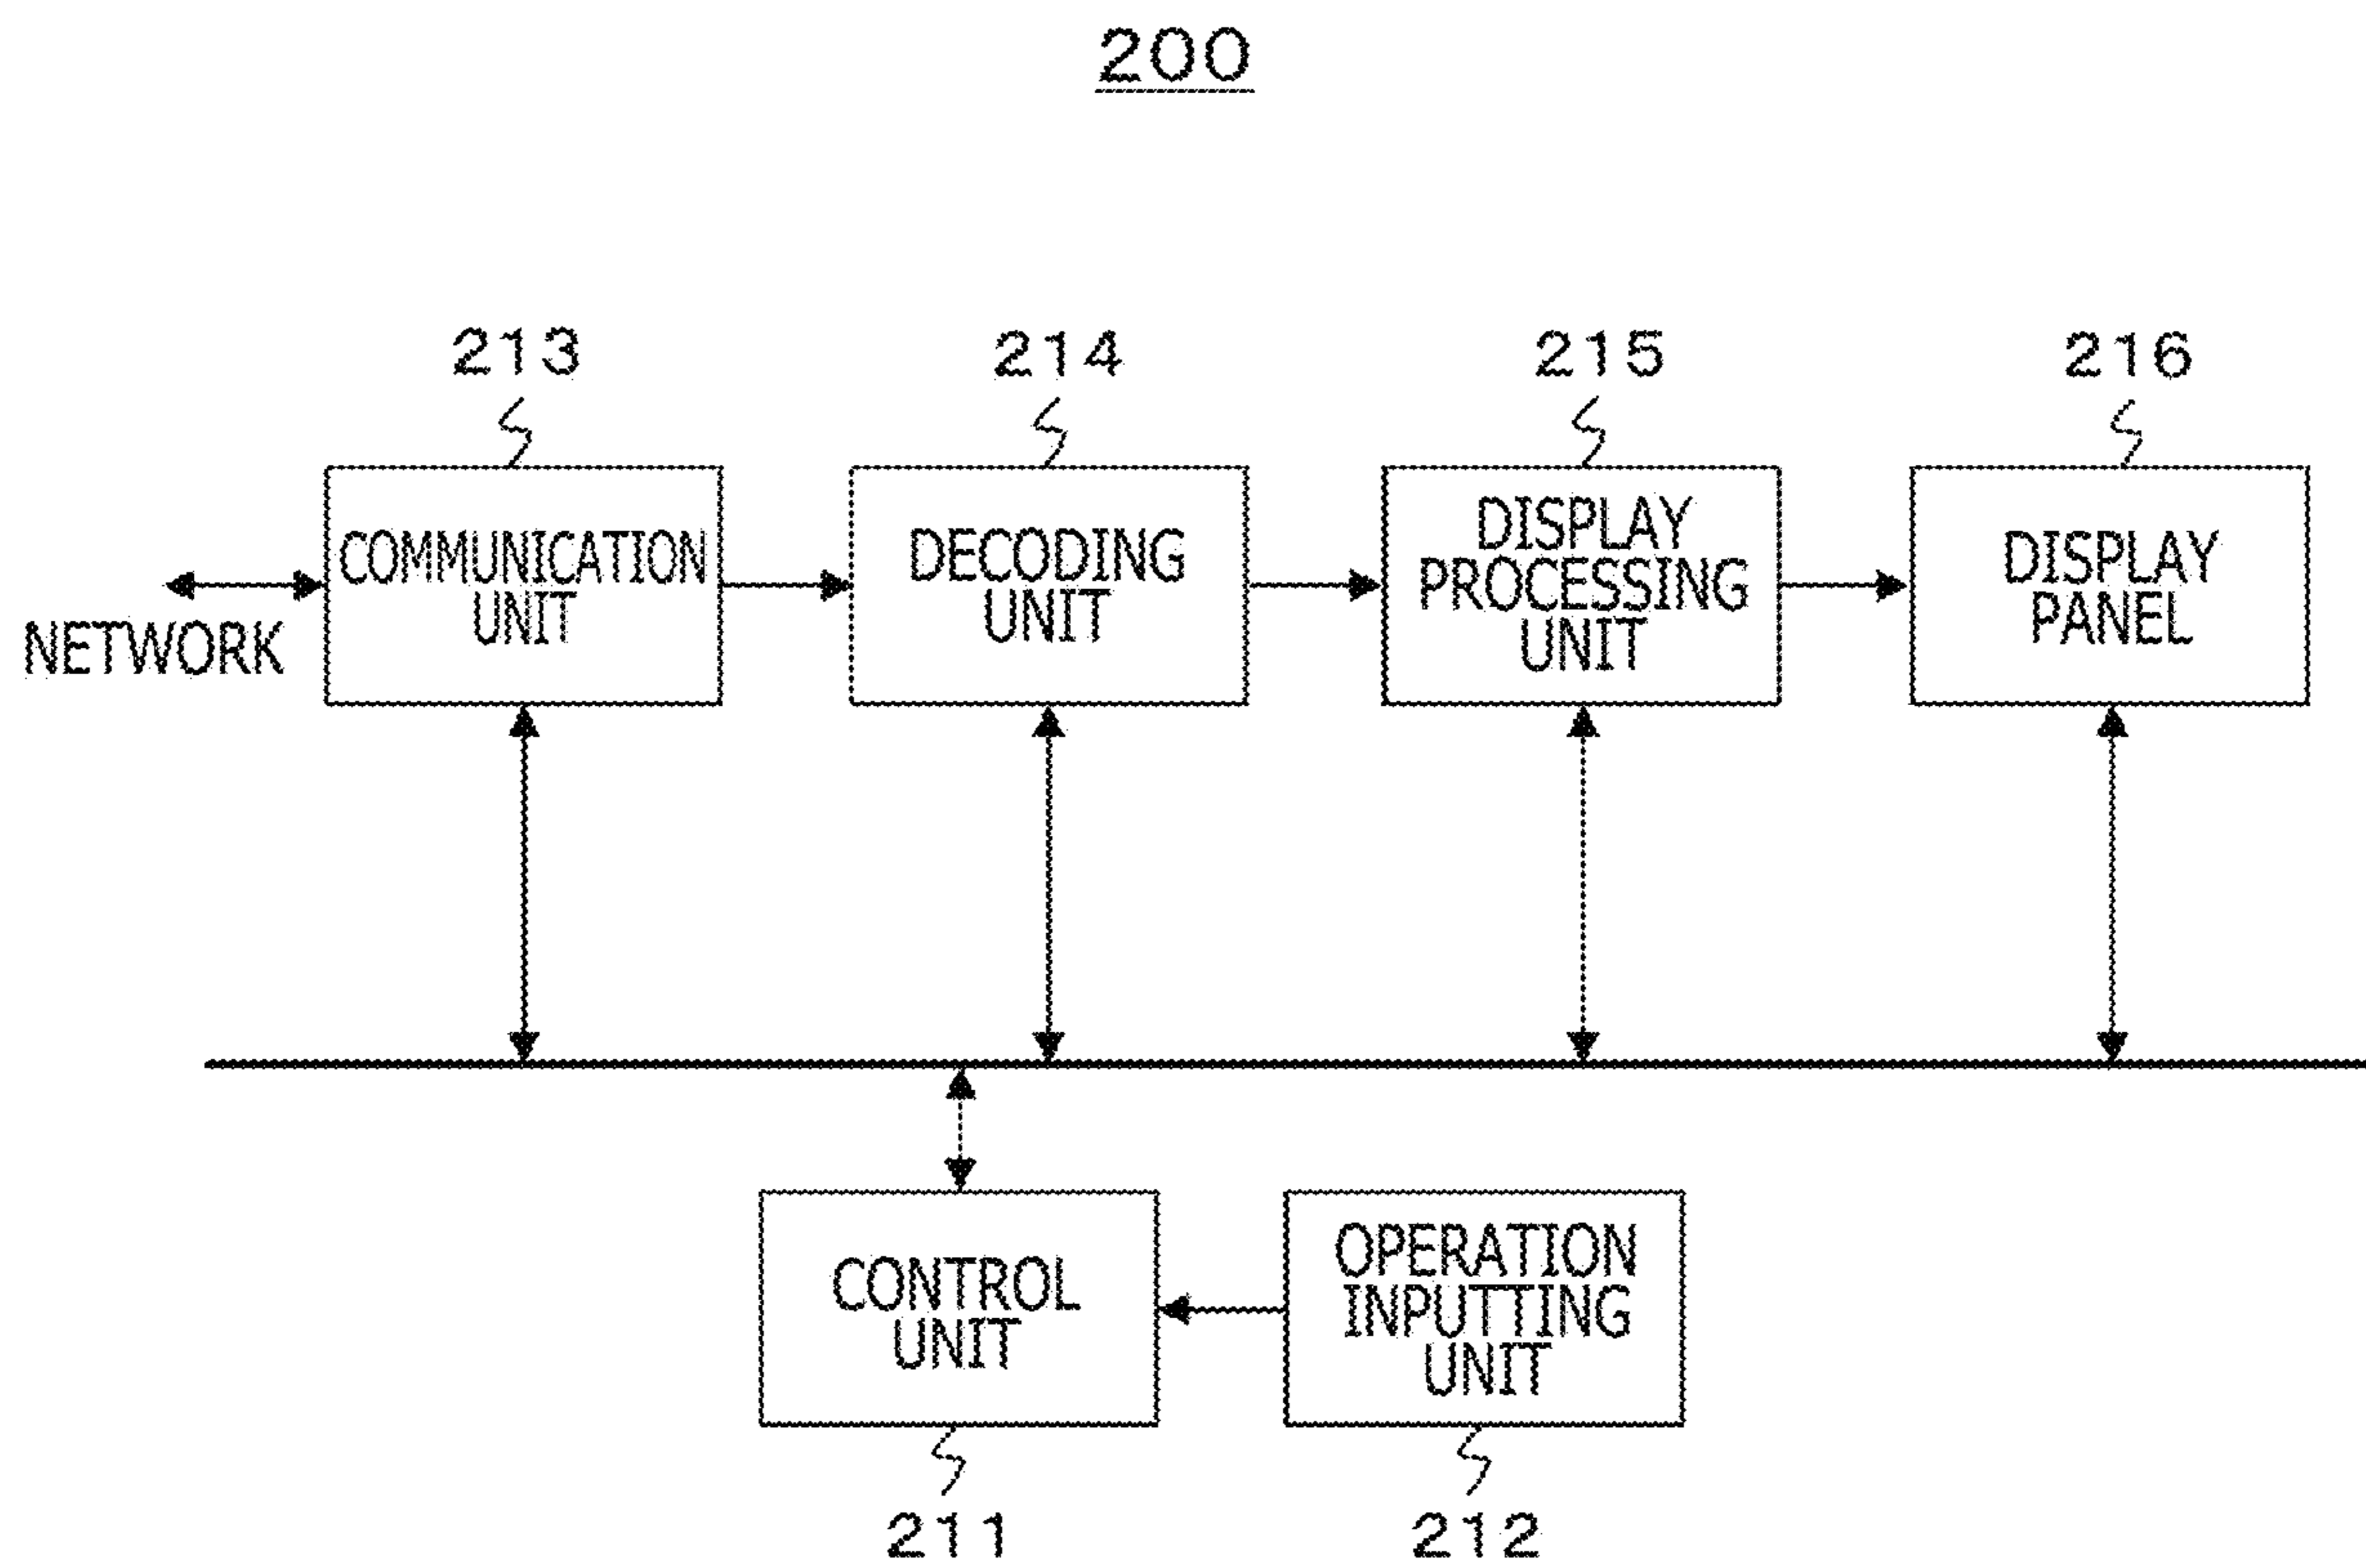 200
213
214
215
216
COMMUNICATION
UNIT
DECODING
UNIT
DISPLAY
PROCESSING
UNIT
DISPLAY
PANEL
NETWORK
CONTROL
UNIT
OPERATION
INPUTTING
UNIT
211
212